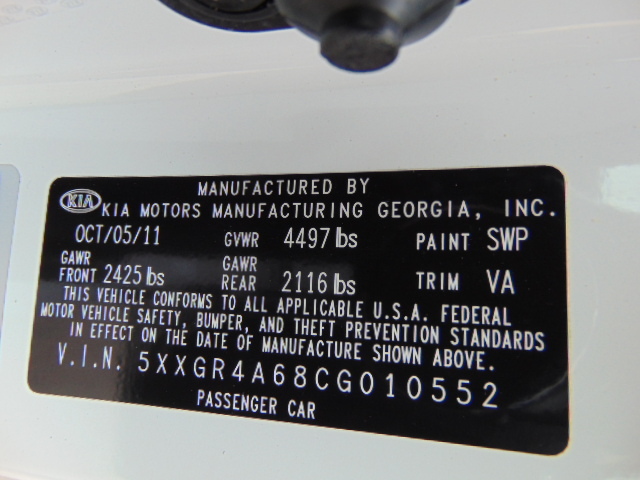 MANUFACTURED BY
KIA KIA MOTORS MANUFACTURING GEORGIA, INC.
OCT/05/11 GVWR 4497 lbs PAINT SWP
GAWR FRONT 2425 lbs GAWR REAR 2116 lbs TRIM VA
THIS VEHICLE CONFORMS TO ALL APPLICABLE U.S.A. FEDERAL
MOTOR VEHICLE SAFETY, BUMPER, AND THEFT PREVENTION STANDARDS
IN EFFECT ON THE DATE OF MANUFACTURE SHOWN ABOVE.
V.I.N. 5XXGR4A68CG010552
PASSENGER CAR